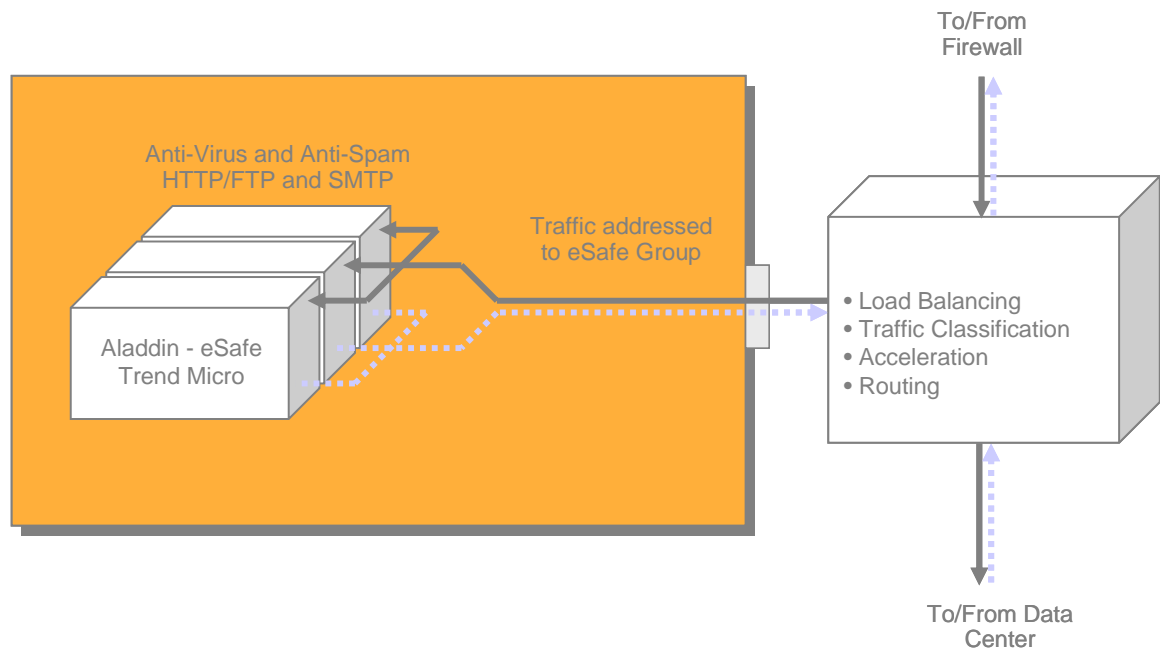 To/From
Firewall
Anti-Virus and Anti-Spam
HTTP/FTP and SMTP
Traffic addressed
to eSafe Group
Aladdin - eSafe
Trend Micro
• Load Balancing
• Traffic Classification
• Acceleration
• Routing
To/From Data
Center